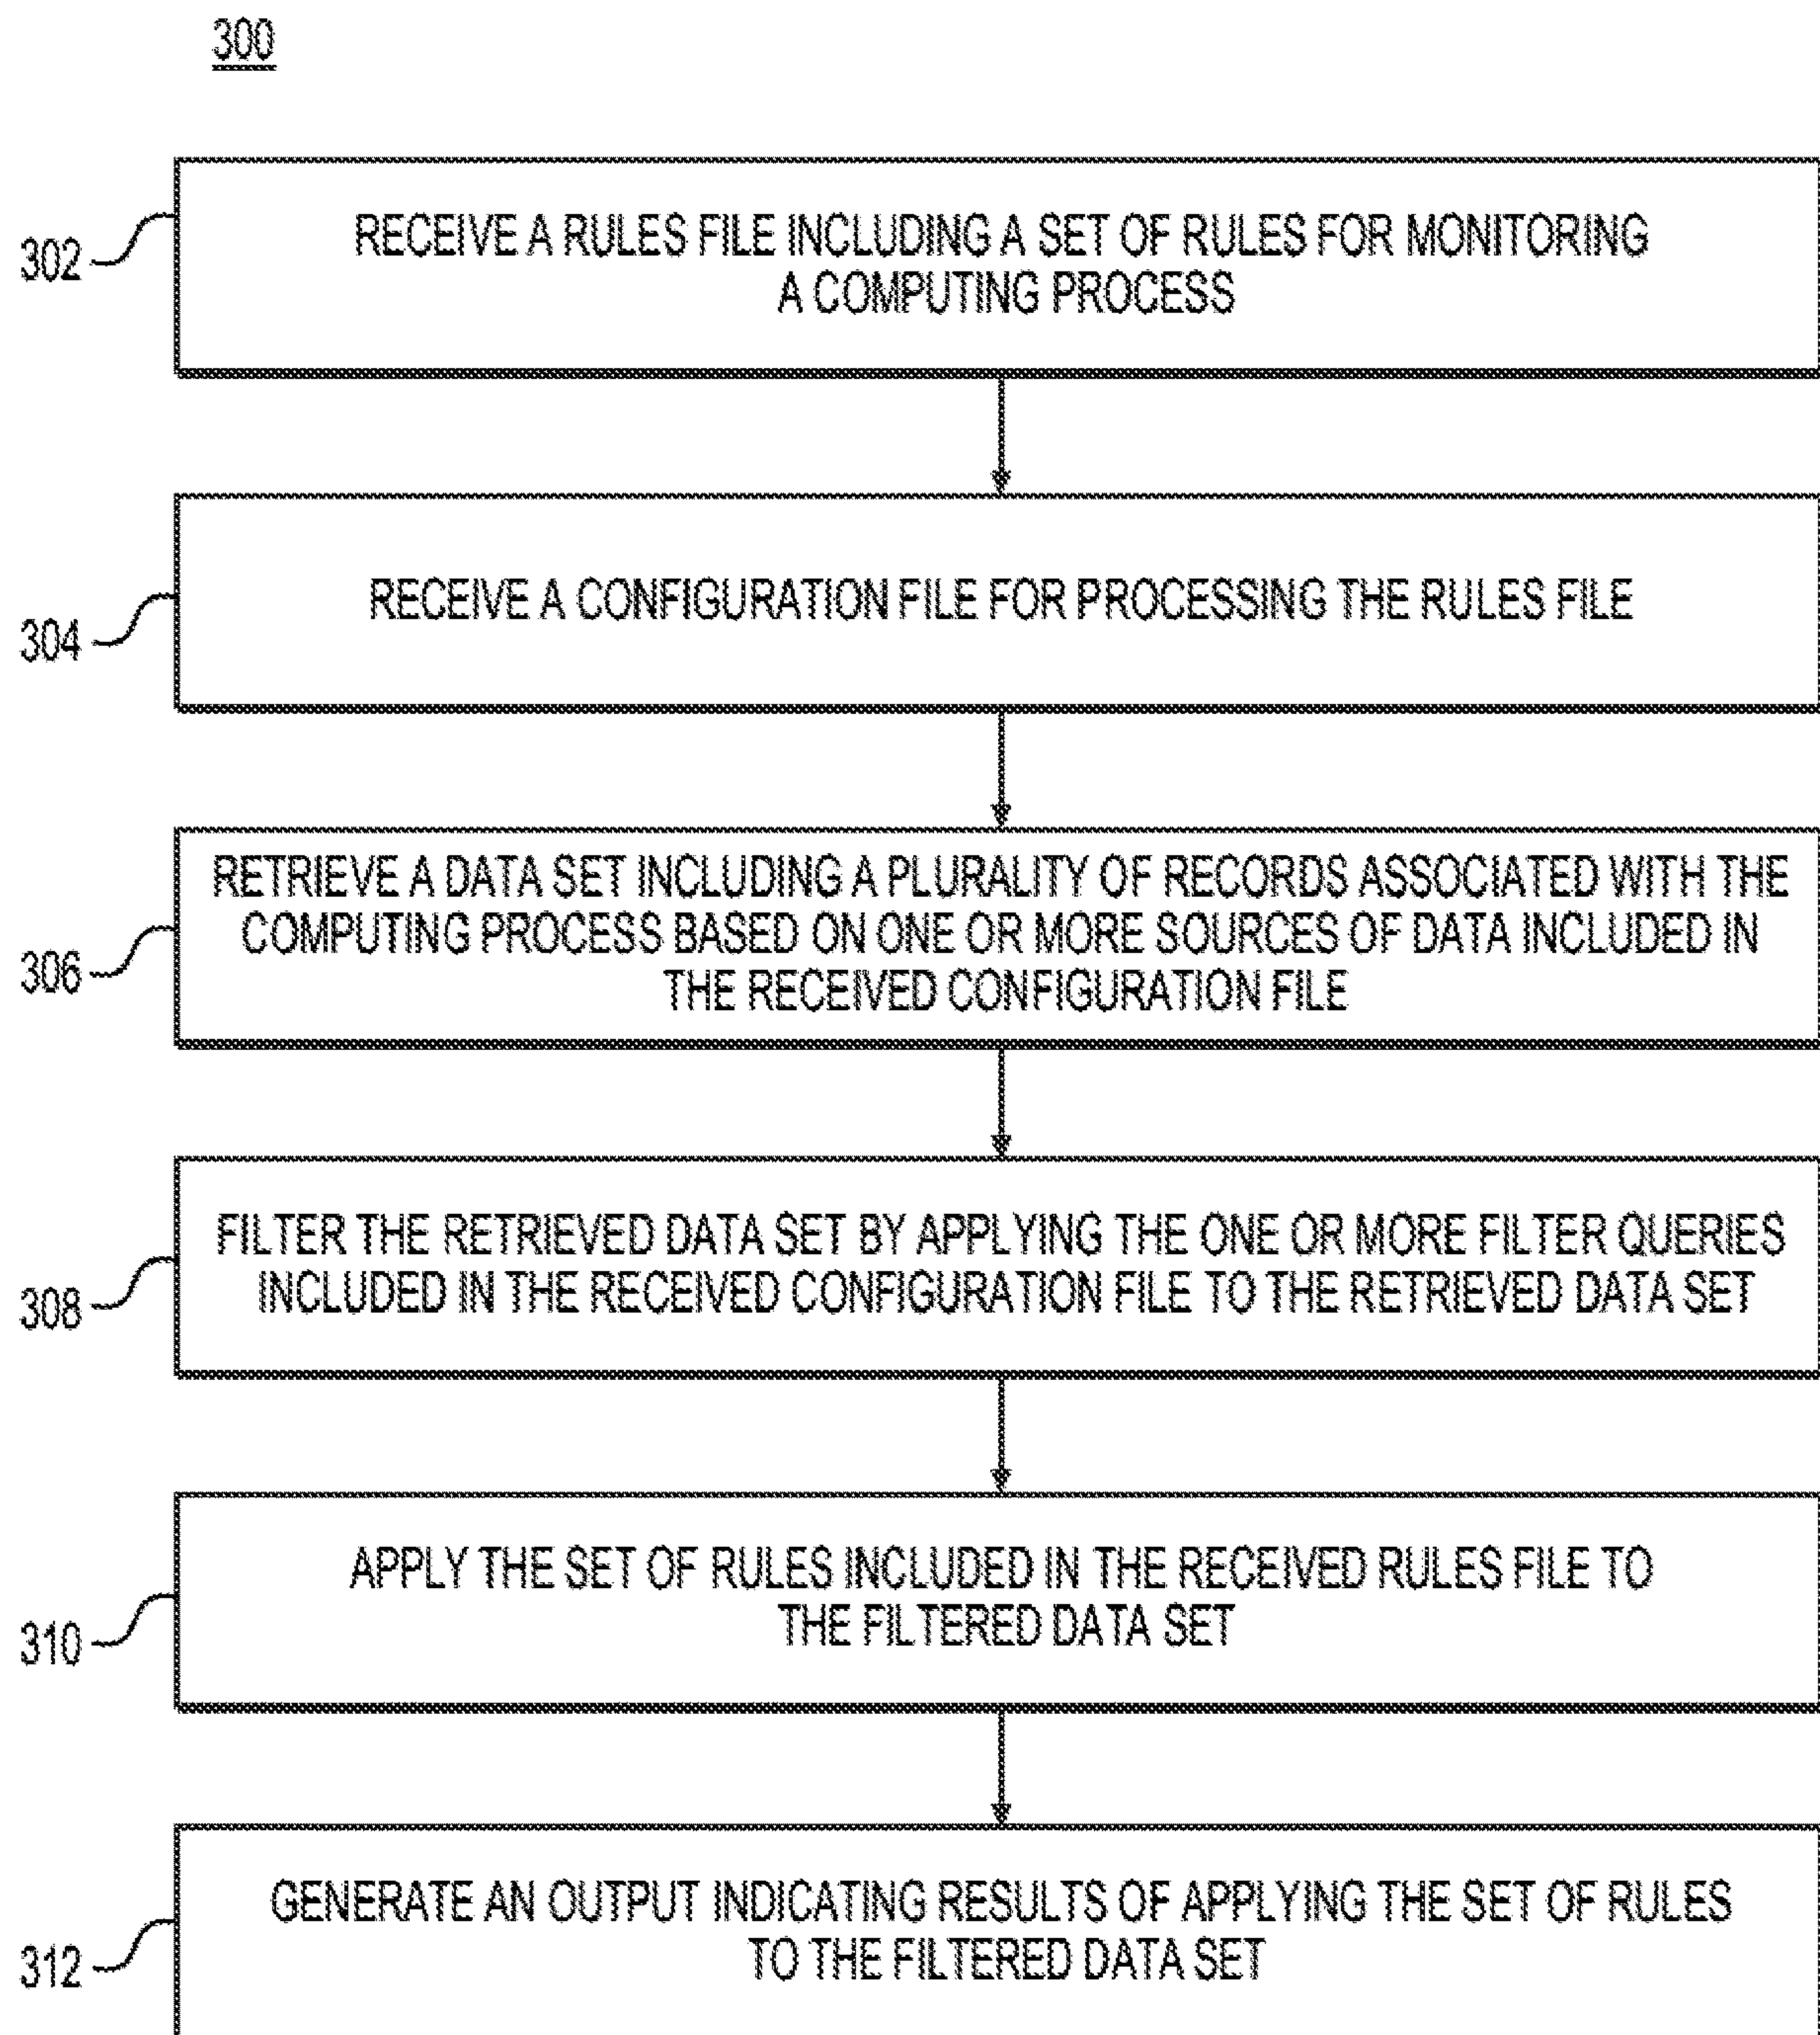 300
302
RECEIVE A RULES FILE INCLUDING A SET OF RULES FOR MONITORING
A COMPUTING PROCESS
304
RECEIVE A CONFIGURATION FILE FOR PROCESSING THE RULES FILE
306
RETRIEVE A DATA SET INCLUDING A PLURALITY OF RECORDS ASSOCIATED WITH THE
COMPUTING PROCESS BASED ON ONE OR MORE SOURCES OF DATA INCLUDED IN
THE RECEIVED CONFIGURATION FILE
308
FILTER THE RETRIEVED DATA SET BY APPLYING THE ONE OR MORE FILTER QUERIES
INCLUDED IN THE RECEIVED CONFIGURATION FILE TO THE RETRIEVED DATA SET
310
APPLY THE SET OF RULES INCLUDED IN THE RECEIVED RULES FILE TO
THE FILTERED DATA SET
312
GENERATE AN OUTPUT INDICATING RESULTS OF APPLYING THE SET OF RULES
TO THE FILTERED DATA SET